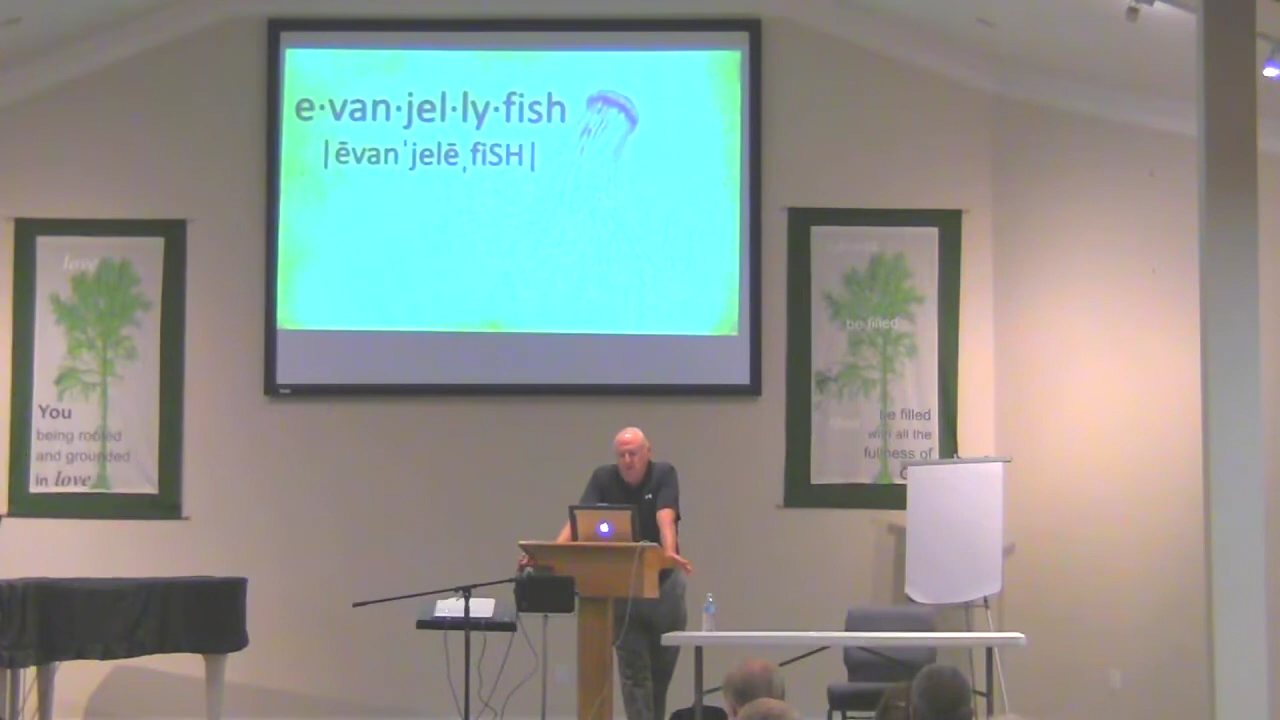 e·van·jel·ly·fish
|ēvanˈjelēˌfiSH|
love
You
being rooted
and grounded
in love
be filled
be filled
with all the
fullness of